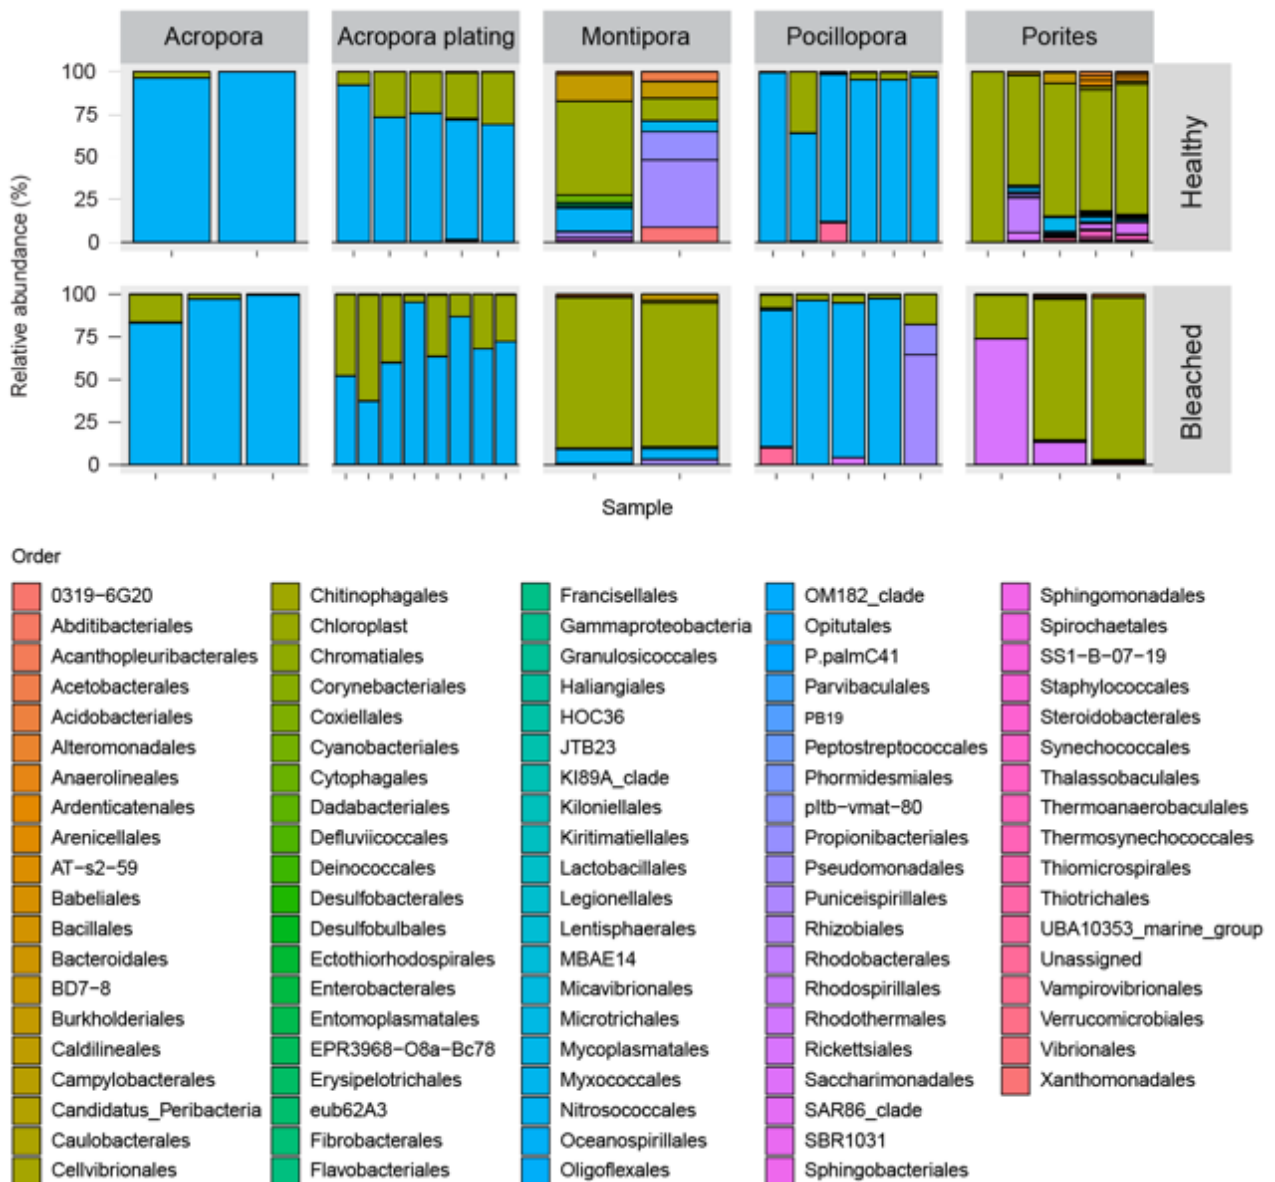 Acropora
Acropora plating
Montipora
Pocillopora
Porites
100
75
50
25
0
Healthy
100
75
50
25
0
Bleached
Relative abundance (%)
Sample
Order
0319-6G20
Abditibacteriales
Acanthopleuribacterales
Acetobacterales
Acidobacteriales
Alteromonadales
Anaerolineales
Ardenticatenales
Arenicellales
AT-s2-59
Babeliales
Bacillales
Bacteroidales
BD7-8
Burkholderiales
Caldilineales
Campylobacterales
Candidatus_Peribacteria
Caulobacterales
Cellvibrionales
Chitinophagales
Chloroplast
Chromatiales
Corynebacteriales
Coxiellales
Cyanobacteriales
Cytophagales
Dadabacteriales
Defluviicoccales
Deinococcales
Desulfobacterales
Desulfobulbales
Ectothiorhodospirales
Enterobacterales
Entomoplasmatales
EPR3968-O8a-Bc78
Erysipelotrichales
eub62A3
Fibrobacterales
Flavobacteriales
Francisellales
Gammaproteobacteria
Granulosicoccales
Haliangiales
HOC36
JTB23
KI89A_clade
Kiloniellales
Kiritimatiellales
Lactobacillales
Legionellales
Lentisphaerales
MBAE14
Micavibrionales
Microtrichales
Mycoplasmatales
Myxococcales
Nitrosococcales
Oceanospirillales
Oligoflexales
OM182_clade
Opitutales
P.palmC41
Parvibaculales
PB19
Peptostreptococcales
Phormidesmiales
pltb-vmat-80
Propionibacteriales
Pseudomonadales
Puniceispirillales
Rhizobiales
Rhodobacterales
Rhodospirillales
Rhodothermales
Rickettsiales
Saccharimonadales
SAR86_clade
SBR1031
Sphingobacteriales
Sphingomonadales
Spirochaetales
SS1-B-07-19
Staphylococcales
Steroidobacterales
Synechococcales
Thalassobaculales
Thermoanaerobaculales
Thermosynechococcales
Thiomicrospirales
Thiotrichales
UBA10353_marine_group
Unassigned
Vampirovibrionales
Verrucomicrobiales
Vibrionales
Xanthomonadales